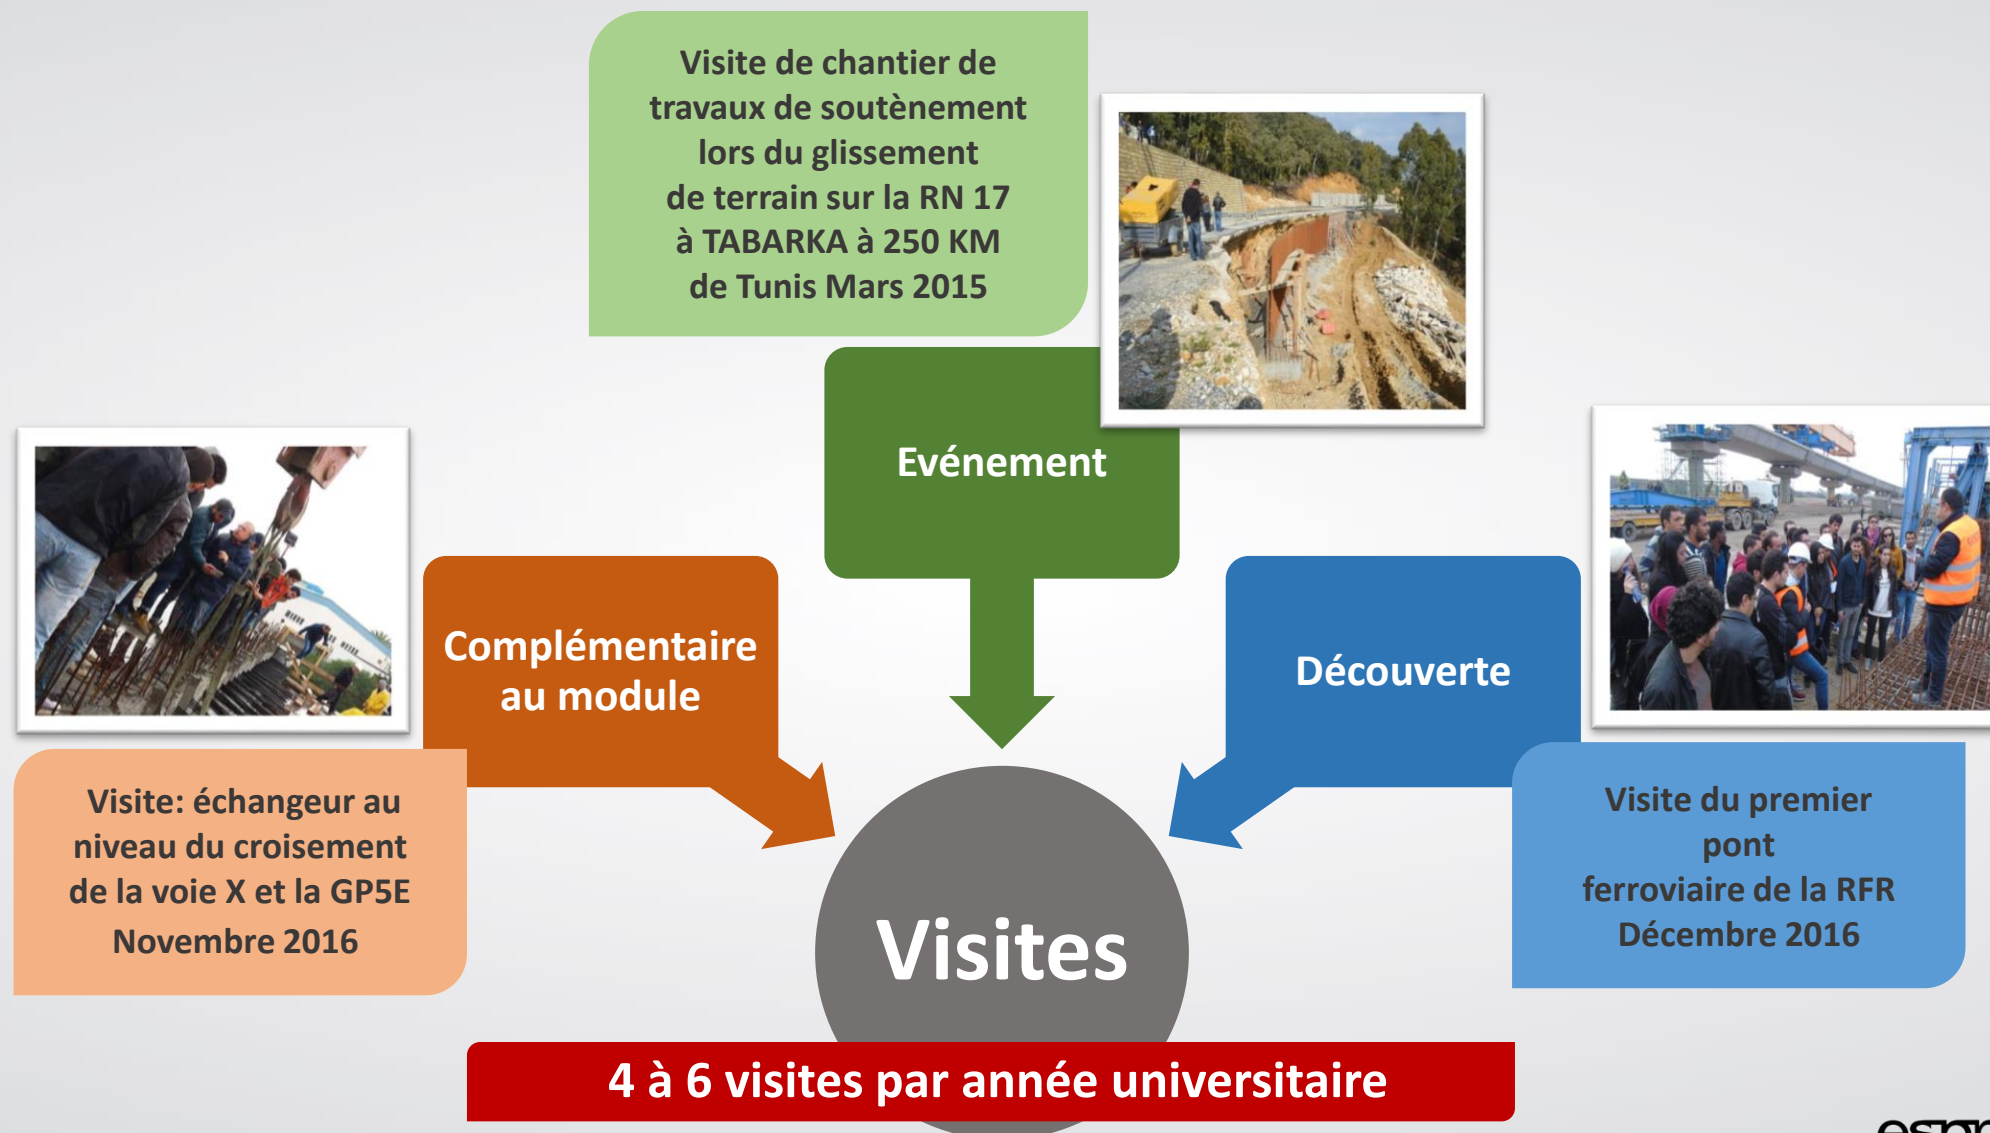 Visite de chantier de
travaux de soutènement
lors du glissement
de terrain sur la RN 17
à TABARKA à 250 KM
de Tunis Mars 2015
Evénement
Complémentaire
au module
Découverte
Visite: échangeur au
niveau du croisement
de la voie X et la GP5E
Novembre 2016
Visite du premier
pont
ferroviaire de la RFR
Décembre 2016
Visites
4 à 6 visites par année universitaire